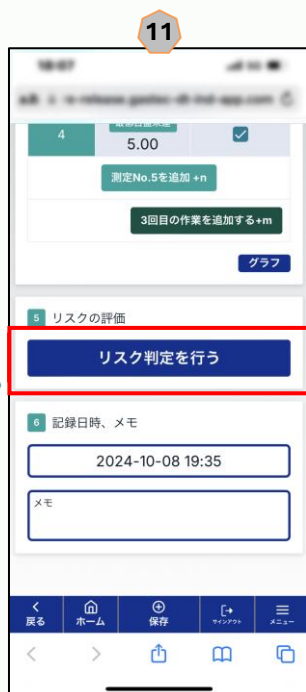 11
4
5.00
測定No.5を追加 +n
3回目の作業を追加する+m
グラフ
5 リスクの評価
リスク判定を行う
6 記録日時、メモ
2024-10-08 19:35
メモ
戻る ホーム 保存 サインアウト メニュー